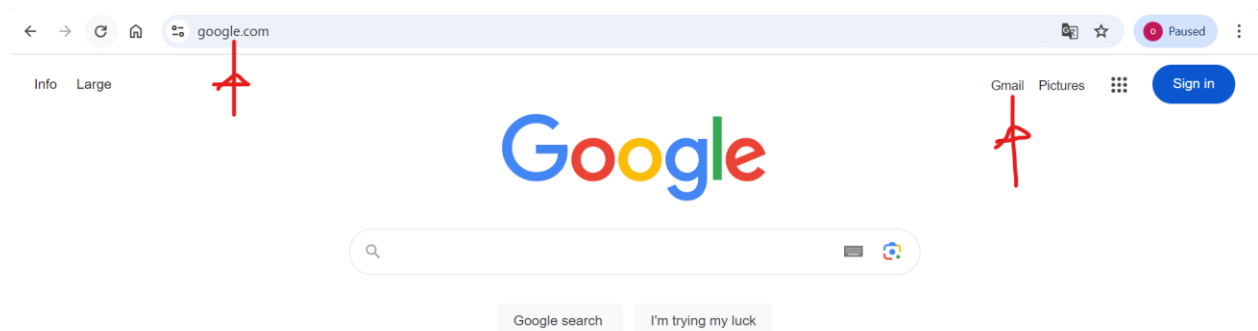 google.com Paused
Info Large Gmail Pictures Sign in
Google
Google search I'm trying my luck